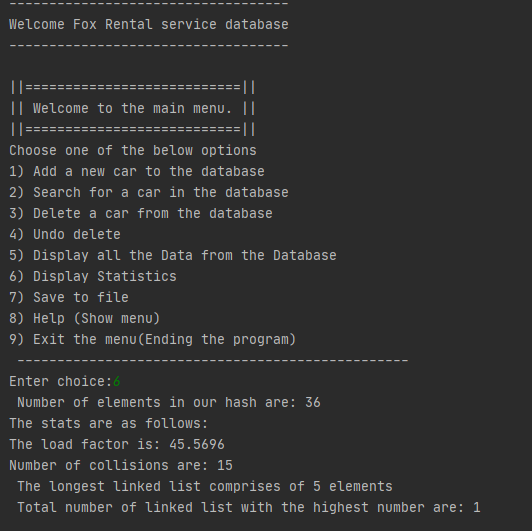 -----------------------------------
Welcome Fox Rental service database
-----------------------------------
||===========================||
|| Welcome to the main menu. ||
||===========================||
Choose one of the below options
1) Add a new car to the database
2) Search for a car in the database
3) Delete a car from the database
4) Undo delete
5) Display all the Data from the Database
6) Display Statistics
7) Save to file
8) Help (Show menu)
9) Exit the menu(Ending the program)
-------------------------------------------------
Enter choice:6
Number of elements in our hash are: 36
The stats are as follows:
The load factor is: 45.5696
Number of collisions are: 15
The longest linked list comprises of 5 elements
Total number of linked list with the highest number are: 1